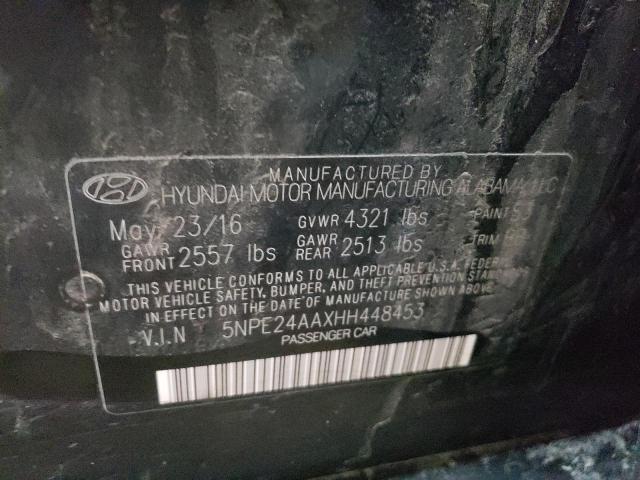 MANUFACTURED BY
HYUNDAI MOTOR MANUFACTURING ALABAMA, LLC
May 23/16 GVWR 4321 lbs PAINT
GAWR FRONT 2557 lbs GAWR REAR 2513 lbs TRIM
THIS VEHICLE CONFORMS TO ALL APPLICABLE U.S.A FEDERAL
MOTOR VEHICLE SAFETY, BUMPER, AND THEFT PREVENTION STANDARDS
IN EFFECT ON THE DATE OF MANUFACTURE SHOWN ABOVE.
V.I.N 5NPE24AAXHH448453
PASSENGER CAR